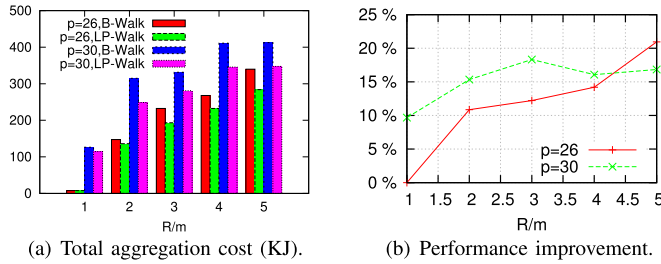 500
400
300
200
100
0
p=26,B-Walk
p=26,LP-Walk
p=30,B-Walk
p=30,LP-Walk
1 2 3 4 5
R/m
(a) Total aggregation cost (KJ).
25 %
20 %
15 %
10 %
5 %
0 %
p=26
p=30
1 1.5 2 2.5 3 3.5 4 4.5 5
R/m
(b) Performance improvement.